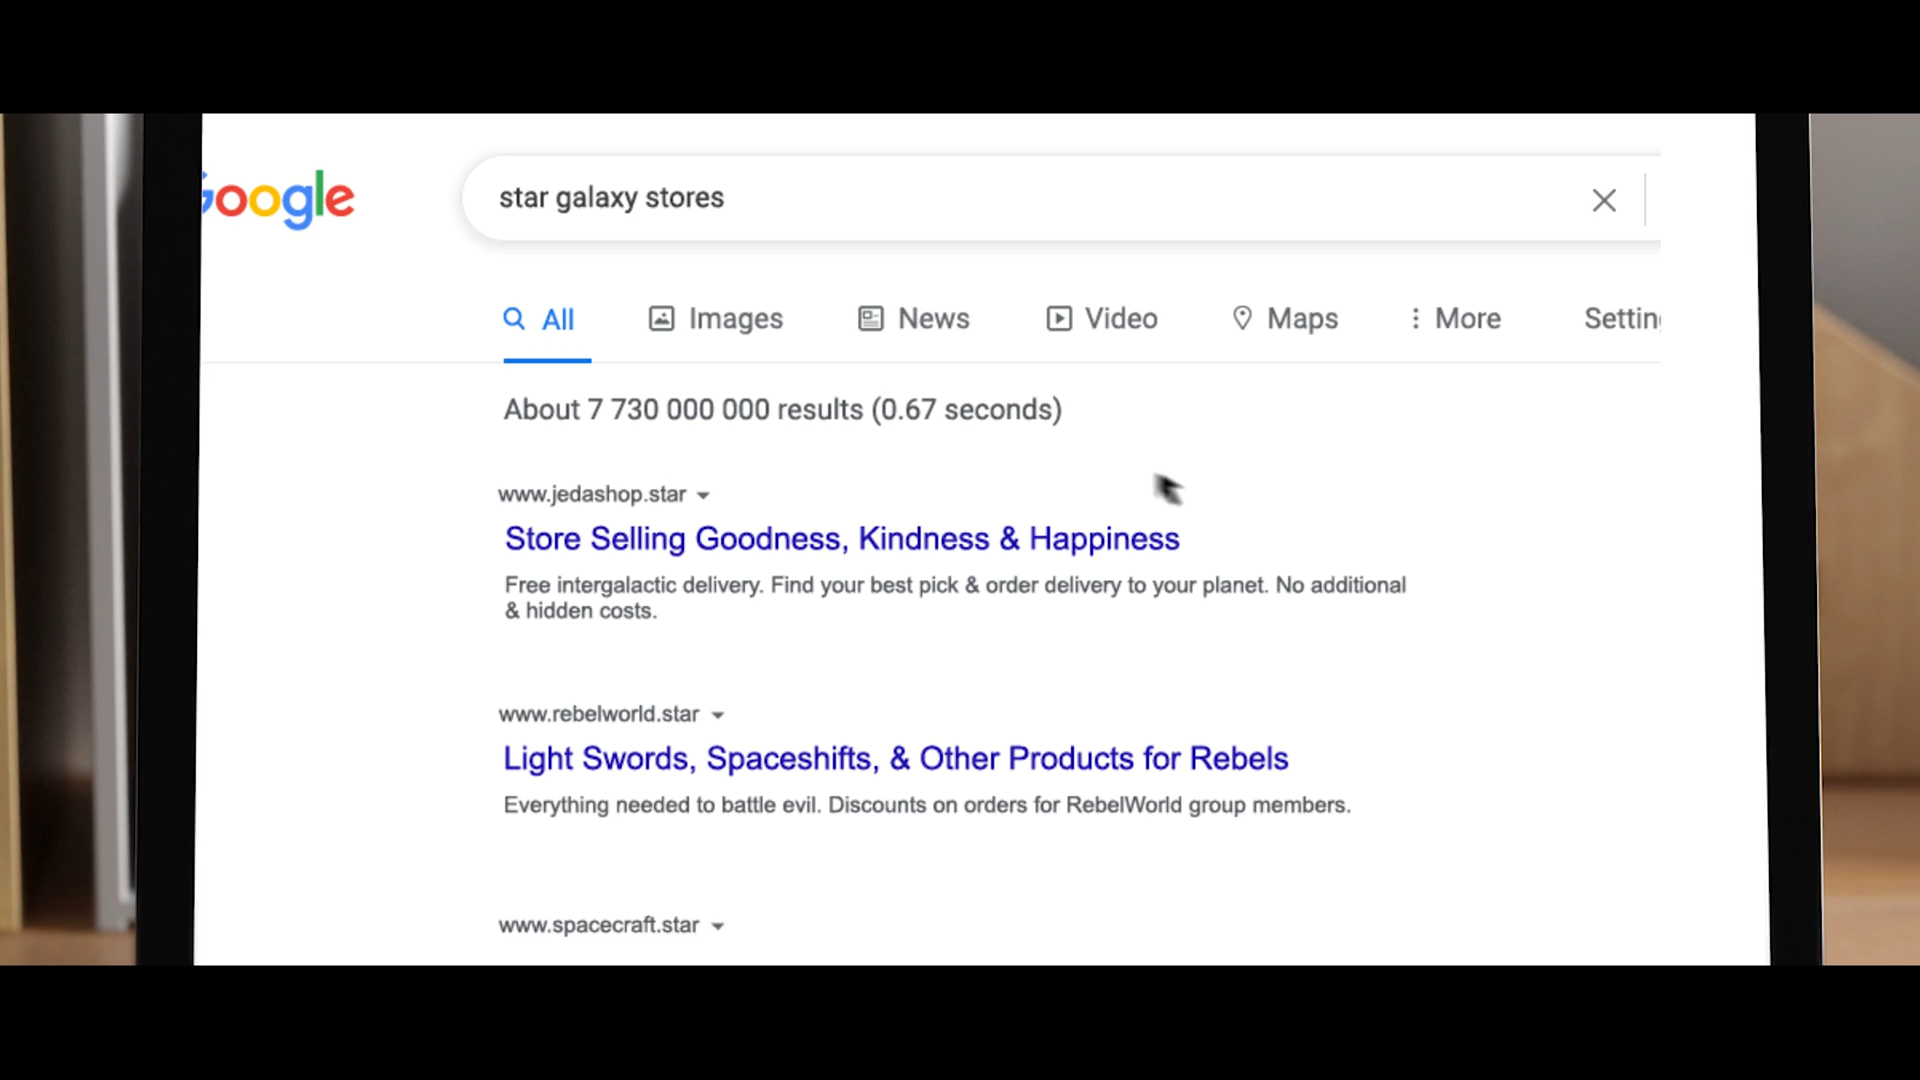 Google
star galaxy stores
All Images News Video Maps More Settin
About 7 730 000 000 results (0.67 seconds)
www.jedashop.star
Store Selling Goodness, Kindness & Happiness
Free intergalactic delivery. Find your best pick & order delivery to your planet. No additional
& hidden costs.
www.rebelworld.star
Light Swords, Spaceshifts, & Other Products for Rebels
Everything needed to battle evil. Discounts on orders for RebelWorld group members.
www.spacecraft.star